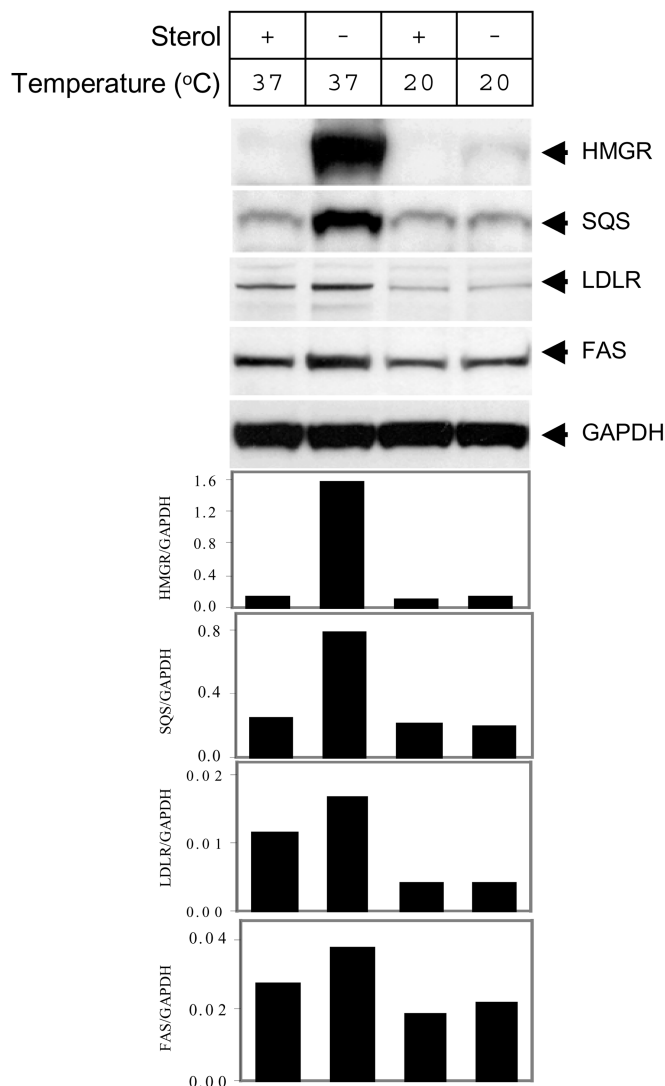 Sterol + - + -
Temperature (ºC) 37 37 20 20
HMGR
SQS
LDLR
FAS
GAPDH
HMGR/GAPDH
1.6
1.2
0.8
0.4
0.0
SQS/GAPDH
0.8
0.4
0.0
LDLR/GAPDH
0.02
0.01
0.00
FAS/GAPDH
0.04
0.02
0.00